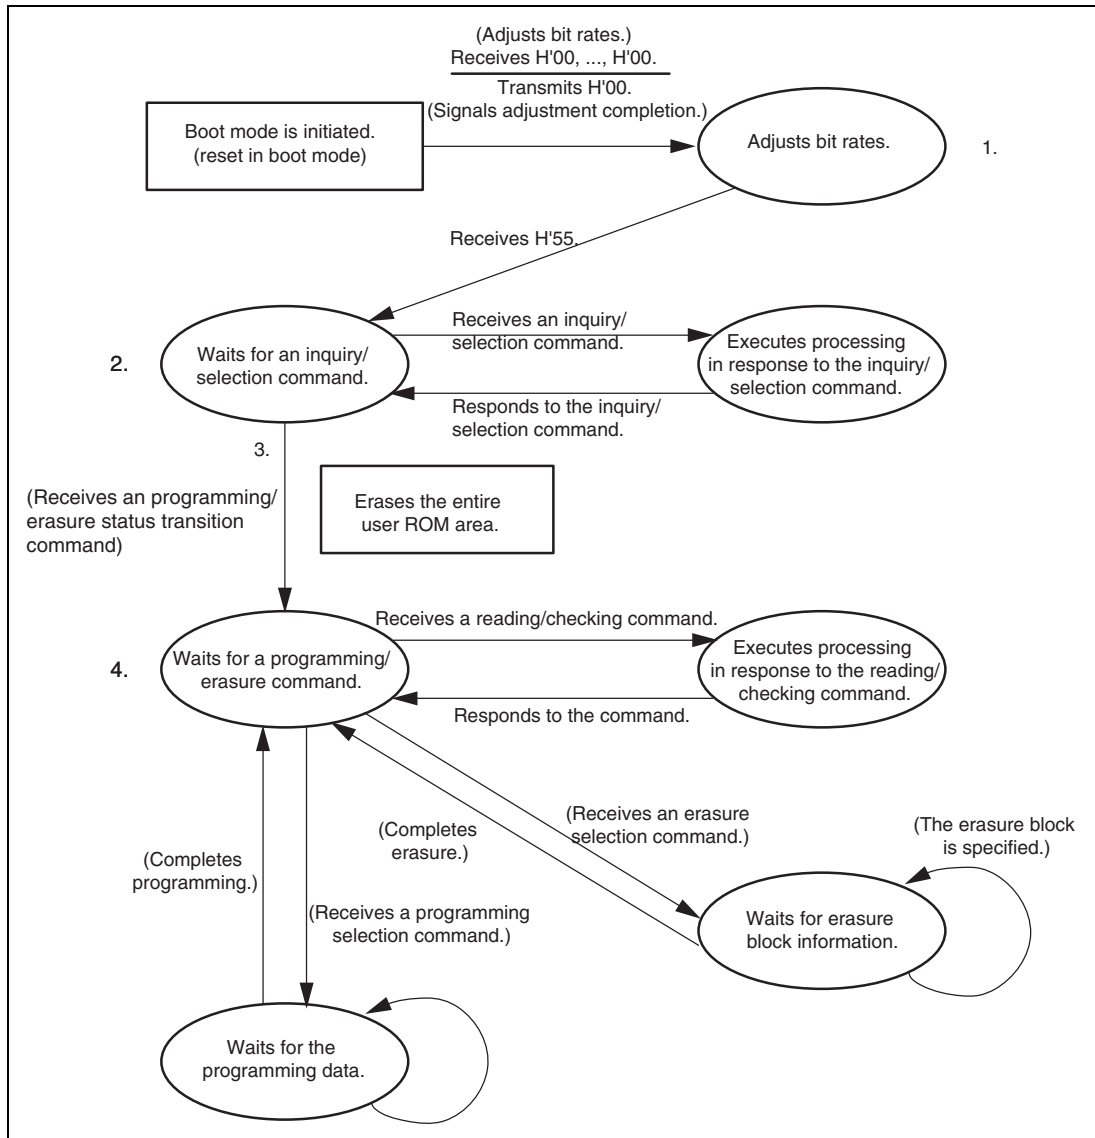 (Adjusts bit rates.)
Receives H'00, ..., H'00.
Transmits H'00.
(Signals adjustment completion.)
Boot mode is initiated.
(reset in boot mode)
Adjusts bit rates.
1.
Receives H'55.
2.
Waits for an inquiry/
selection command.
Receives an inquiry/
selection command.
Executes processing
in response to the inquiry/
selection command.
Responds to the inquiry/
selection command.
3.
(Receives an programming/
erasure status transition
command)
Erases the entire
user ROM area.
4.
Waits for a programming/
erasure command.
Receives a reading/checking command.
Executes processing
in response to the reading/
checking command.
Responds to the command.
(Completes
programming.)
(Receives a programming
selection command.)
(Completes
erasure.)
(Receives an erasure
selection command.)
(The erasure block
is specified.)
Waits for erasure
block information.
Waits for the
programming data.